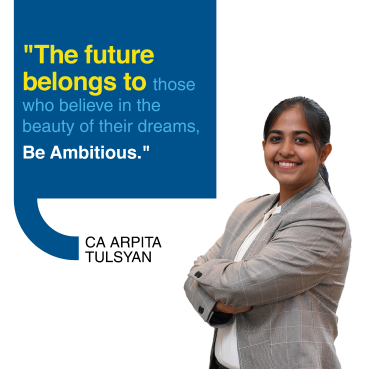 "The future
belongs to those
who believe in the
beauty of their dreams,
Be Ambitious."
CA ARPITA
TULSYAN